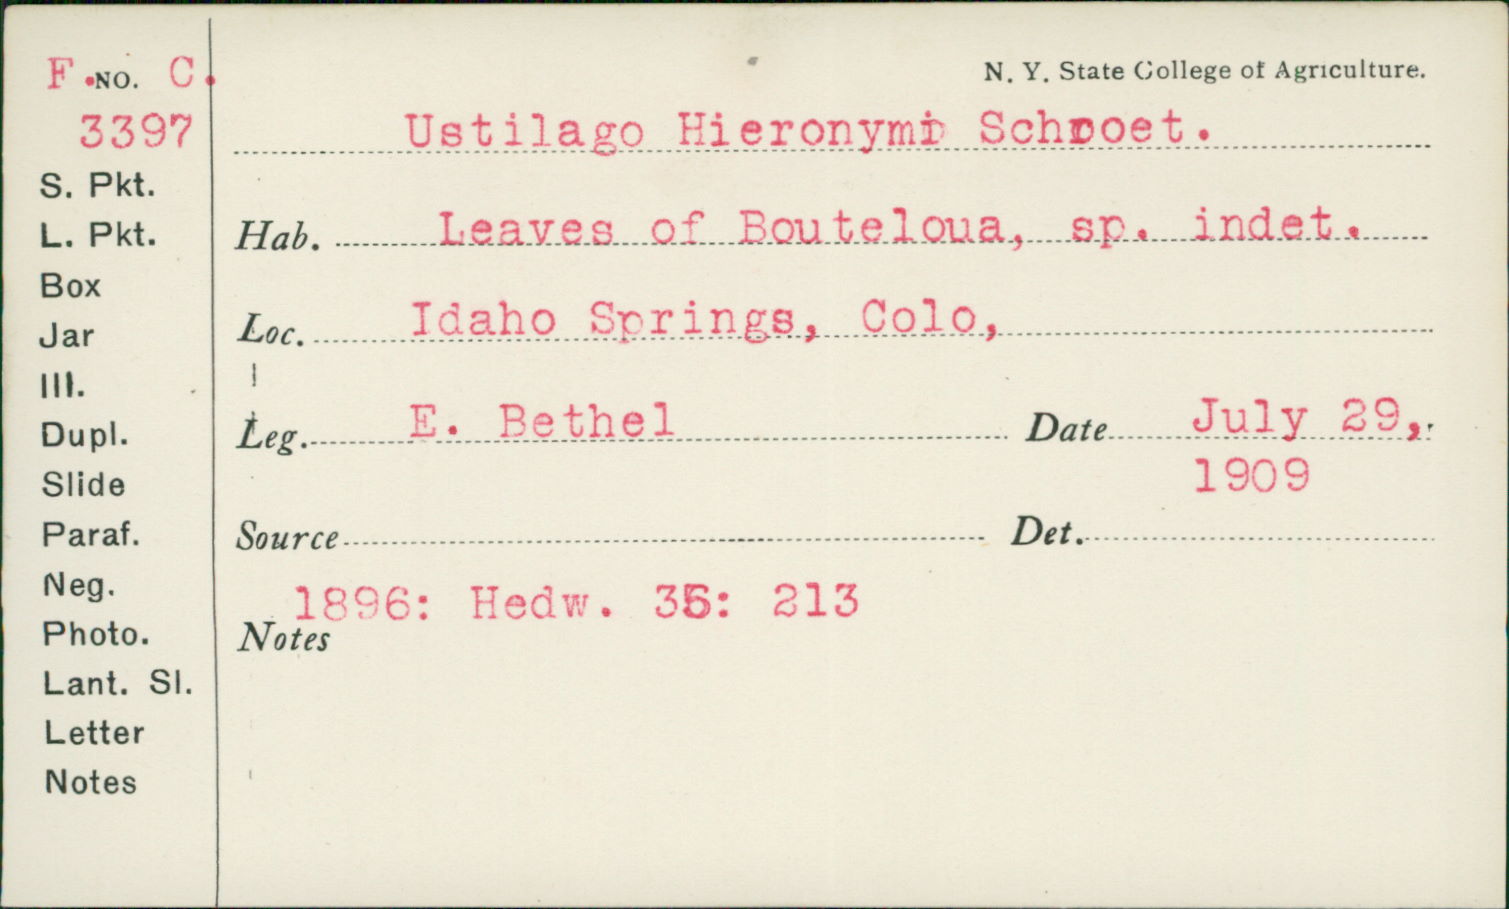 F. NO. C.
3397
S. Pkt.
L. Pkt.
Box
Jar
Ill.
Dupl.
Slide
Paraf.
Neg.
Photo.
Lant. Sl.
Letter
Notes
N. Y. State College of Agriculture.
Ustilago Hieronymi Schroet.
Hab. Leaves of Bouteloua, sp. indet.
Loc. Idaho Springs, Colo,
Leg. E. Bethel Date July 29,
1909
Source Det.
1896: Hedw. 35: 213
Notes